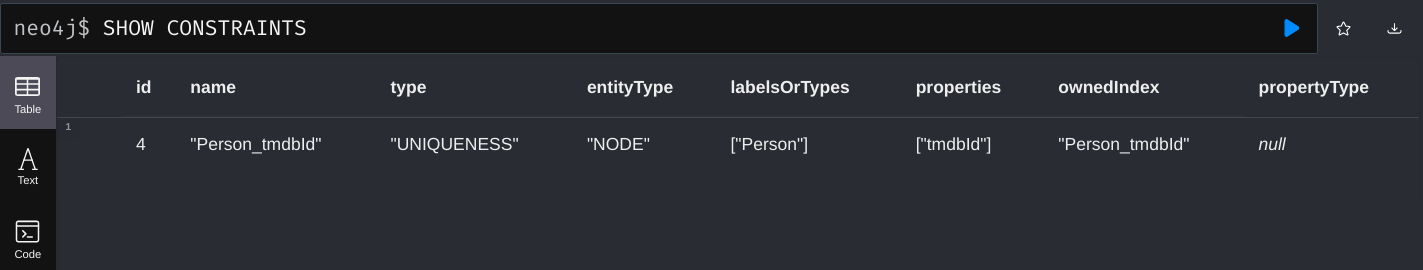 neo4j$ SHOW CONSTRAINTS
Table
Text
Code
id name type entityType labelsOrTypes properties ownedIndex propertyType
1
4 "Person_tmdbId" "UNIQUENESS" "NODE" ["Person"] ["tmdbId"] "Person_tmdbId" null